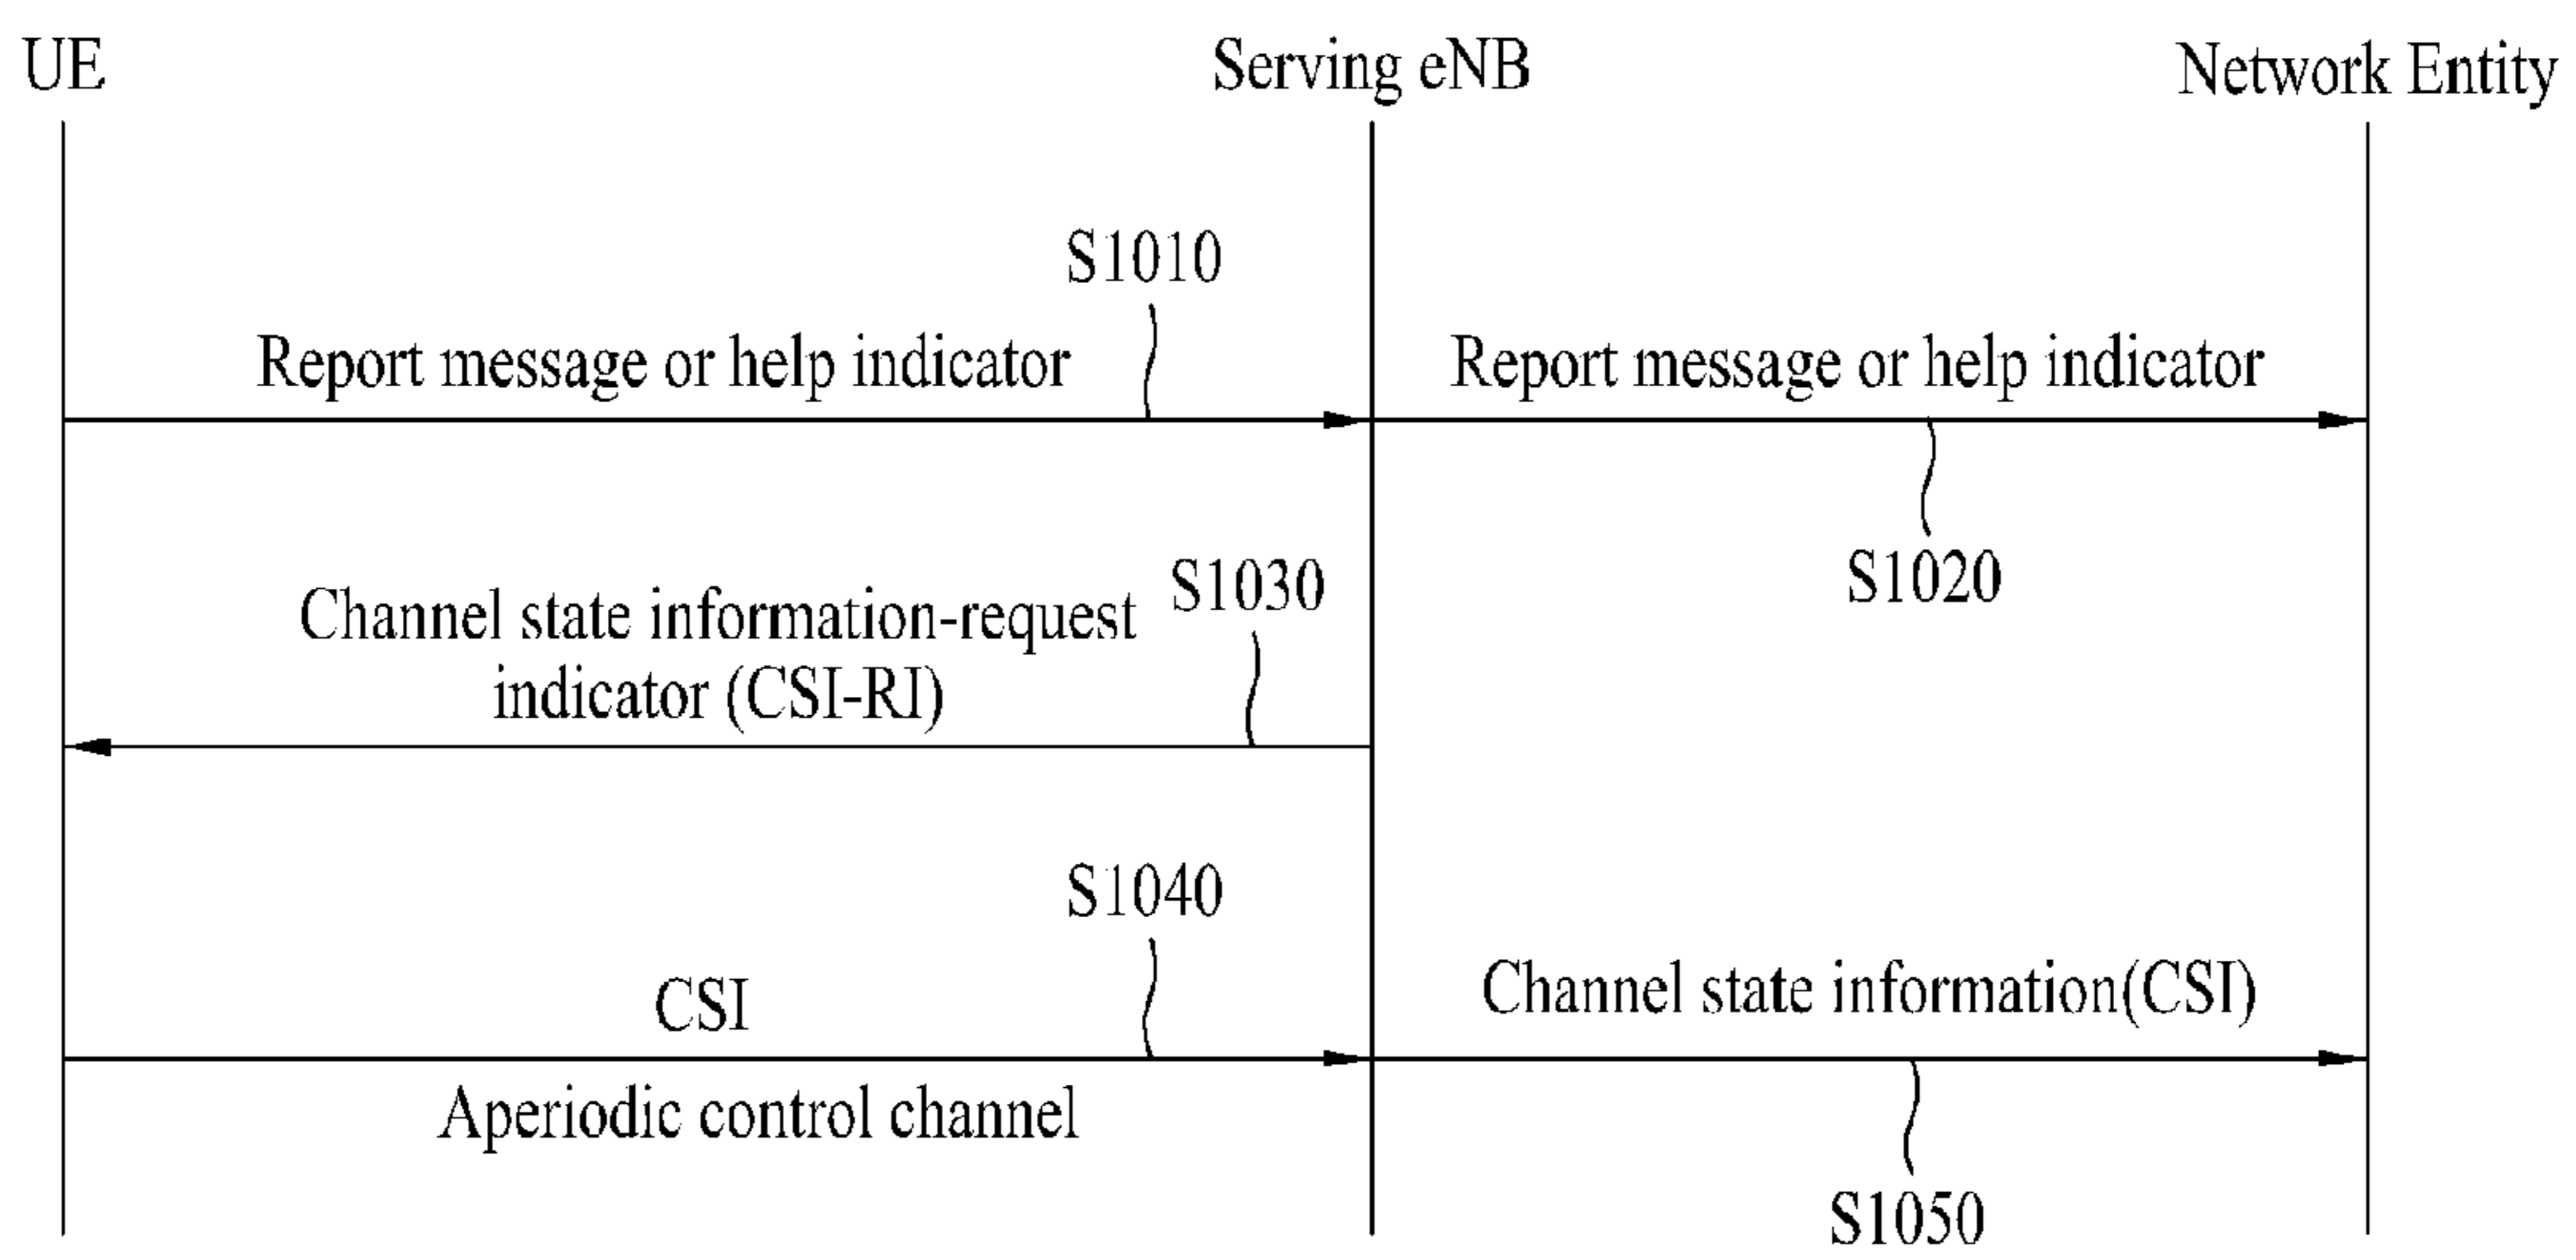 UE
Serving eNB
Network Entity
S1010
Report message or help indicator
Report message or help indicator
S1020
S1030
Channel state information-request
indicator (CSI-RI)
S1040
CSI
Channel state information(CSI)
Aperiodic control channel
S1050